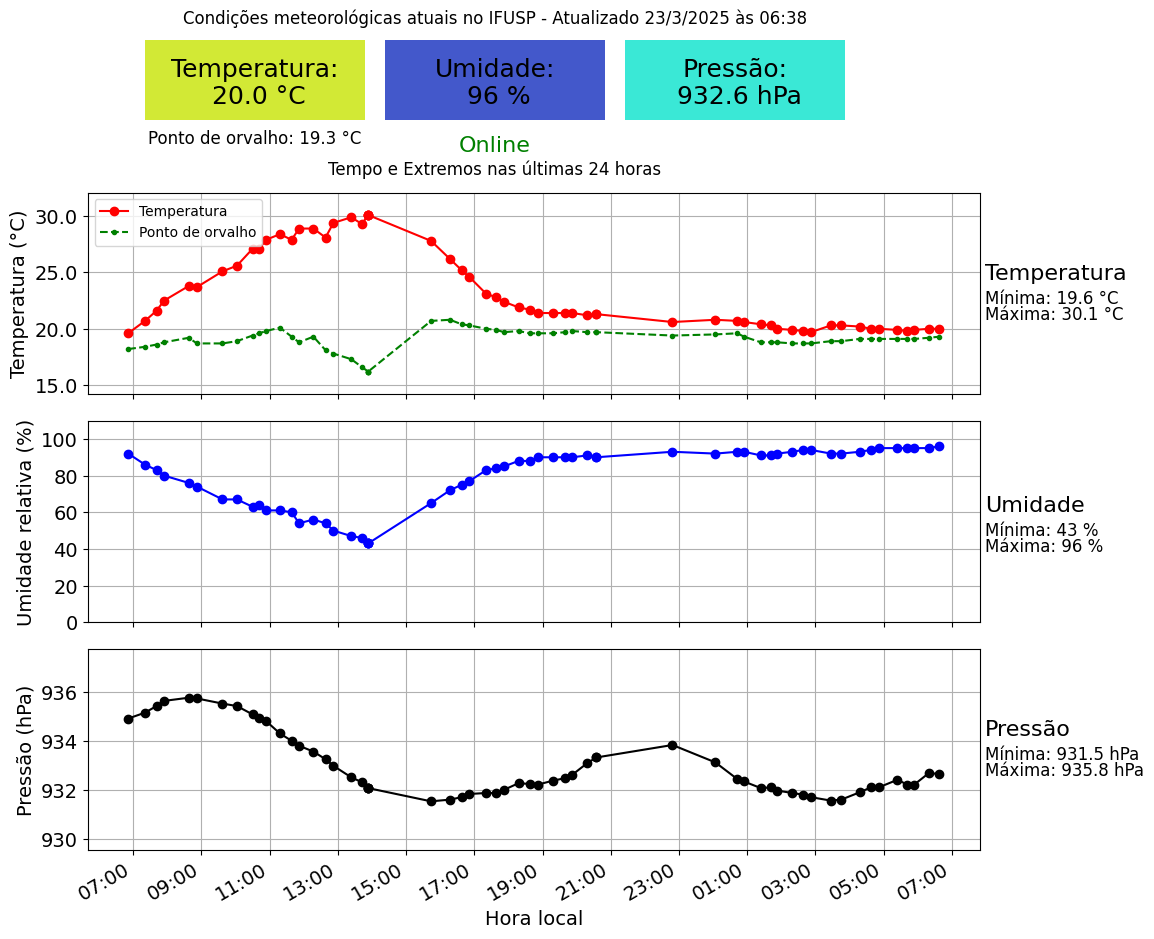 Condições meteorológicas atuais no IFUSP - Atualizado 23/3/2025 às 06:38
Temperatura:
20.0 °C
Umidade:
96 %
Pressão:
932.6 hPa
Ponto de orvalho: 19.3 °C
Online
Tempo e Extremos nas últimas 24 horas
Temperatura (°C)
30.0
25.0
20.0
15.0
Temperatura
Ponto de orvalho
Temperatura
Mínima: 19.6 °C
Máxima: 30.1 °C
Umidade relativa (%)
100
80
60
40
20
0
Umidade
Mínima: 43 %
Máxima: 96 %
Pressão (hPa)
936
934
932
930
Pressão
Mínima: 931.5 hPa
Máxima: 935.8 hPa
07:00 09:00 11:00 13:00 15:00 17:00 19:00 21:00 23:00 01:00 03:00 05:00 07:00
Hora local